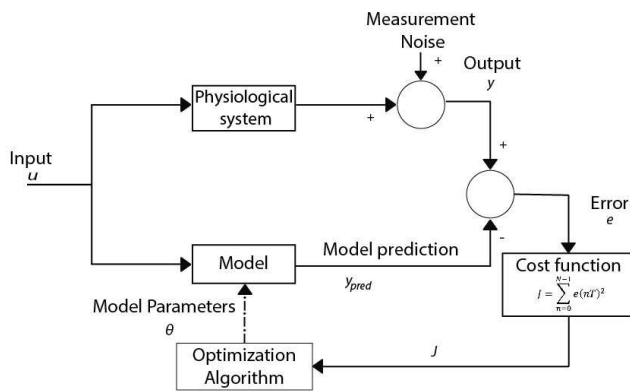 Measurement
Noise
+
Output
y
Physiological
system
+
Input
u
+
Error
e
-
Model
Model prediction
y_pred
Cost function
J = \sum_{n=0}^{N-1} e(nT)^2
Model Parameters
θ
J
Optimization
Algorithm